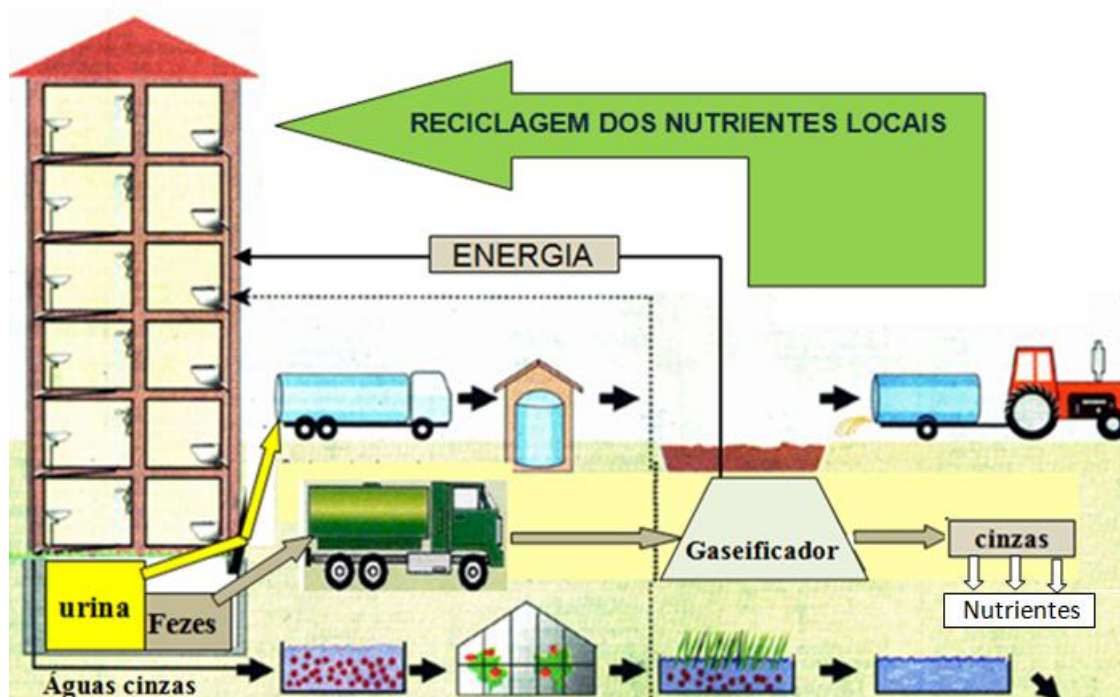 RECICLAGEM DOS NUTRIENTES LOCAIS
ENERGIA
Gaseificador
cinzas
Nutrientes
urina
Fezes
Águas cinzas